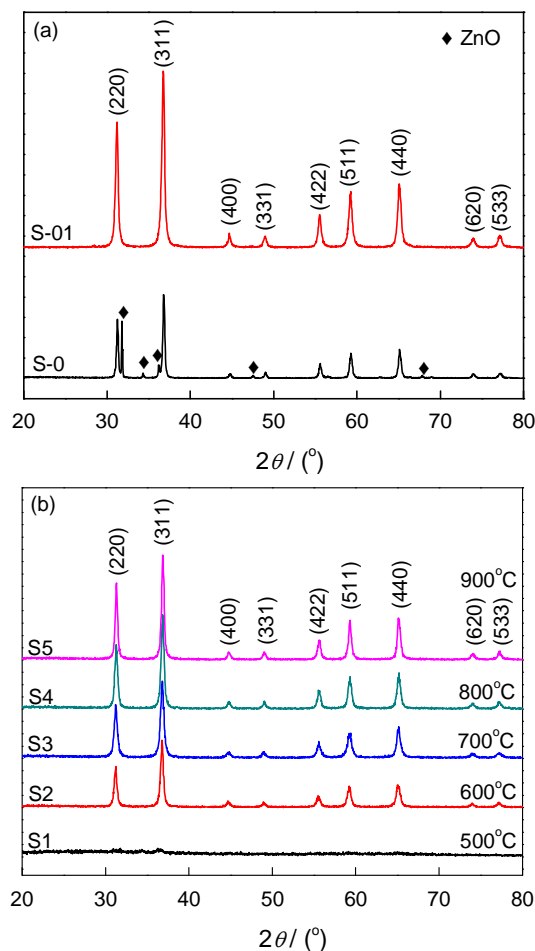 (a)
◆ ZnO
(220)
(311)
(400)
(331)
(422)
(511)
(440)
(620)
(533)
S-01
S-0
20 30 40 50 60 70 80
2θ / (°)
(b)
(220)
(311)
(400)
(331)
(422)
(511)
(440)
(620)
(533)
900°C
S5
800°C
S4
700°C
S3
600°C
S2
500°C
S1
20 30 40 50 60 70 80
2θ / (°)